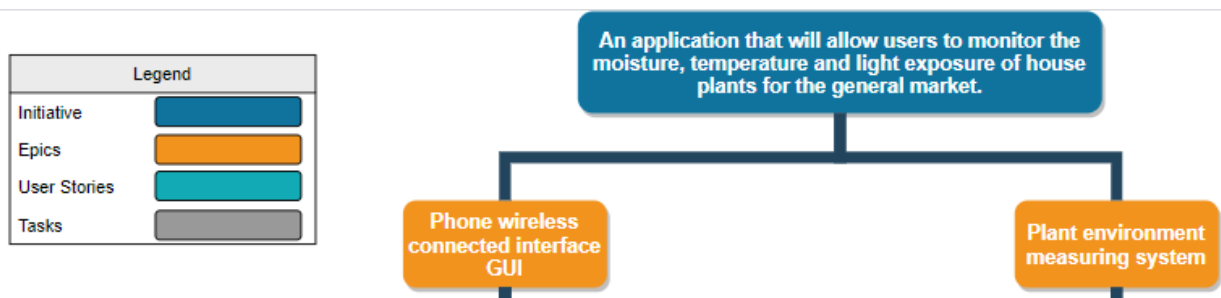 Legend
Initiative
Epics
User Stories
Tasks
An application that will allow users to monitor the
moisture, temperature and light exposure of house
plants for the general market.
Phone wireless
connected interface
GUI
Plant environment
measuring system